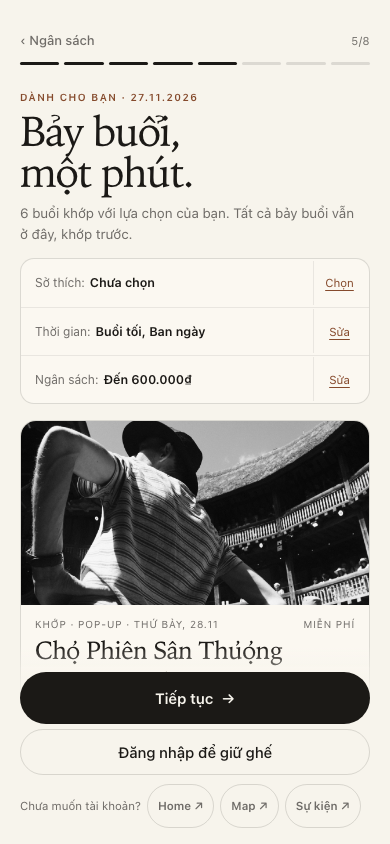 ‹ Ngân sách
5/8
DÀNH CHO BẠN · 27.11.2026
Bảy buổi,
một phút.
6 buổi khớp với lựa chọn của bạn. Tất cả bảy buổi vẫn
ở đây, khớp trước.
Sở thích: Chưa chọn
Chọn
Thời gian: Buổi tối, Ban ngày
Sửa
Ngân sách: Đến 600.000₫
Sửa
KHỚP · POP-UP · THỨ BẢY, 28.11
MIỄN PHÍ
Chợ Phiên Sân Thượng
Tiếp tục →
Đăng nhập để giữ ghế
Chưa muốn tài khoản?
Home ↗
Map ↗
Sự kiện ↗